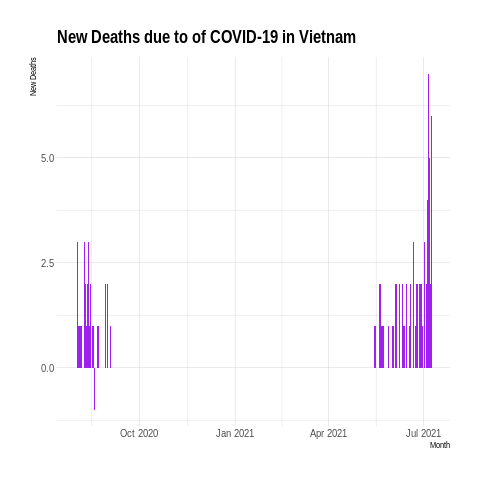 New Deaths due to of COVID-19 in Vietnam
New Deaths
5.0
2.5
0.0
Oct 2020 Jan 2021 Apr 2021 Jul 2021
Month